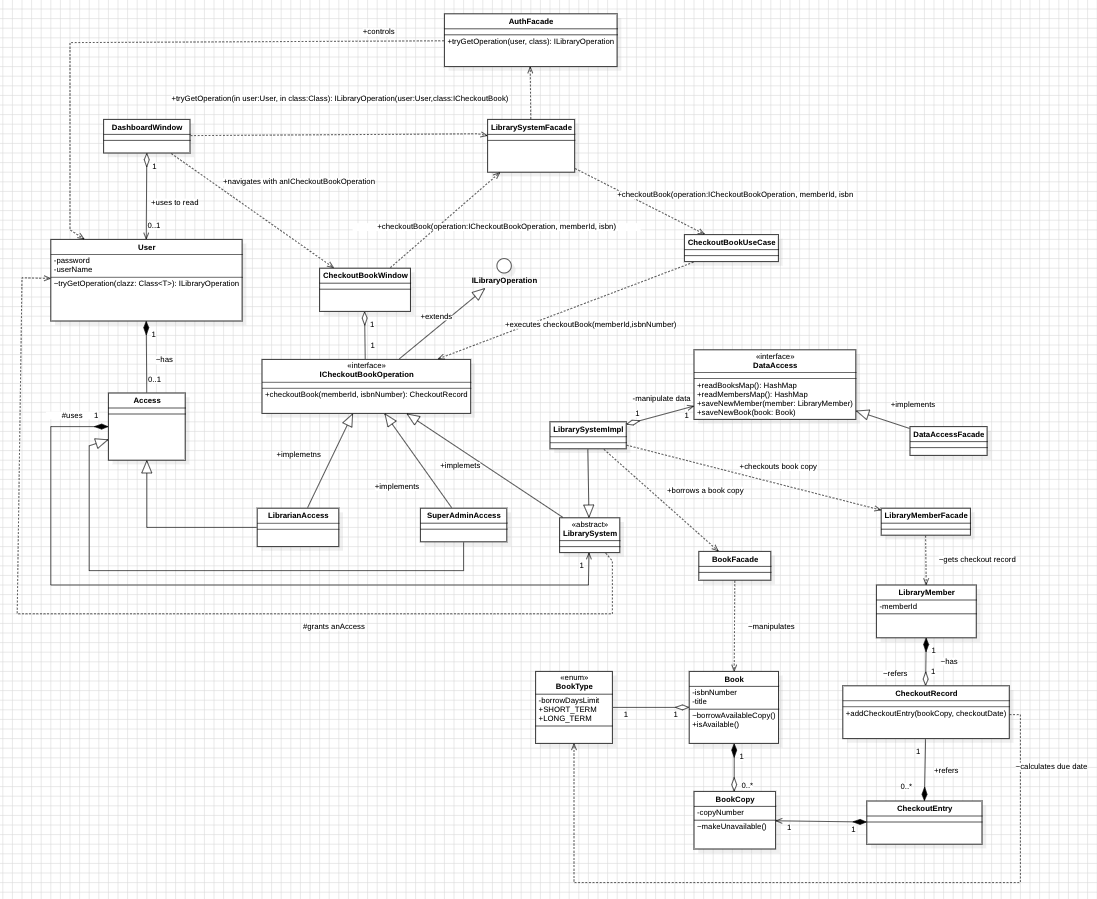 AuthFacade
+tryGetOperation(user, class): ILibraryOperation
+controls
+tryGetOperation(in user:User, in class:Class): ILibraryOperation(user:User,class:ICheckoutBook)
DashboardWindow
LibrarySystemFacade
1
+navigates with anICheckoutBookOperation
+uses to read
0..1
+checkoutBook(operation:ICheckoutBookOperation, memberId, isbn
+checkoutBook(operation:ICheckoutBookOperation, memberId, isbn)
User
-password
-userName
~tryGetOperation(clazz: Class<T>): ILibraryOperation
CheckoutBookUseCase
CheckoutBookWindow
ILibraryOperation
+extends
+executes checkoutBook(memberId,isbnNumber)
1
1
1
~has
0..1
«interface»
ICheckoutBookOperation
+checkoutBook(memberId, isbnNumber): CheckoutRecord
«interface»
DataAccess
+readBooksMap(): HashMap
+readMembersMap(): HashMap
+saveNewMember(member: LibraryMember)
+saveNewBook(book: Book)
-manipulate data
1
1
+implements
DataAccessFacade
Access
#uses
1
LibrarySystemImpl
+implemetns
+implements
+implemets
+checkouts book copy
+borrows a book copy
LibrarianAccess
SuperAdminAccess
«abstract»
LibrarySystem
1
LibraryMemberFacade
BookFacade
~gets checkout record
LibraryMember
-memberId
#grants anAccess
~manipulates
1
~has
~refers
1
«enum»
BookType
-borrowDaysLimit
+SHORT_TERM
+LONG_TERM
1
1
Book
-isbnNumber
-title
~borrowAvailableCopy()
+isAvailable()
CheckoutRecord
+addCheckoutEntry(bookCopy, checkoutDate)
1
0..*
1
+refers
0..*
~calculates due date
BookCopy
-copyNumber
~makeUnavailable()
1
1
CheckoutEntry